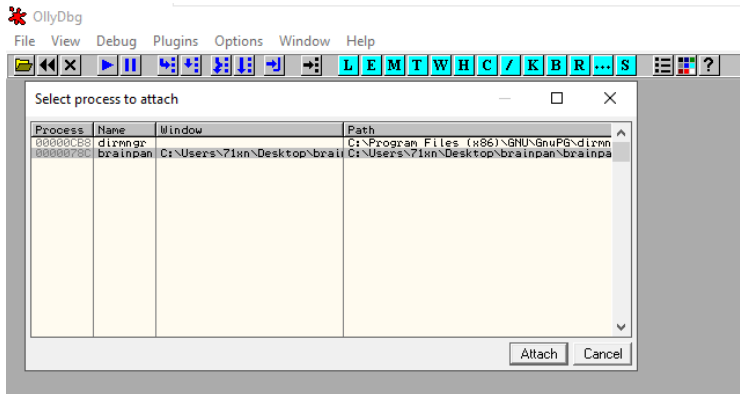 OllyDbg
File View Debug Plugins Options Window Help
L E M T W H C / K B R ... S ?
Select process to attach
Process Name Window Path
00000CB8 dirmngr C:\Program Files (x86)\GNU\GnuPG\dirmn
0000078C brainpan C:\Users\71xn\Desktop\brai C:\Users\71xn\Desktop\brainpan\brainpa
Attach Cancel